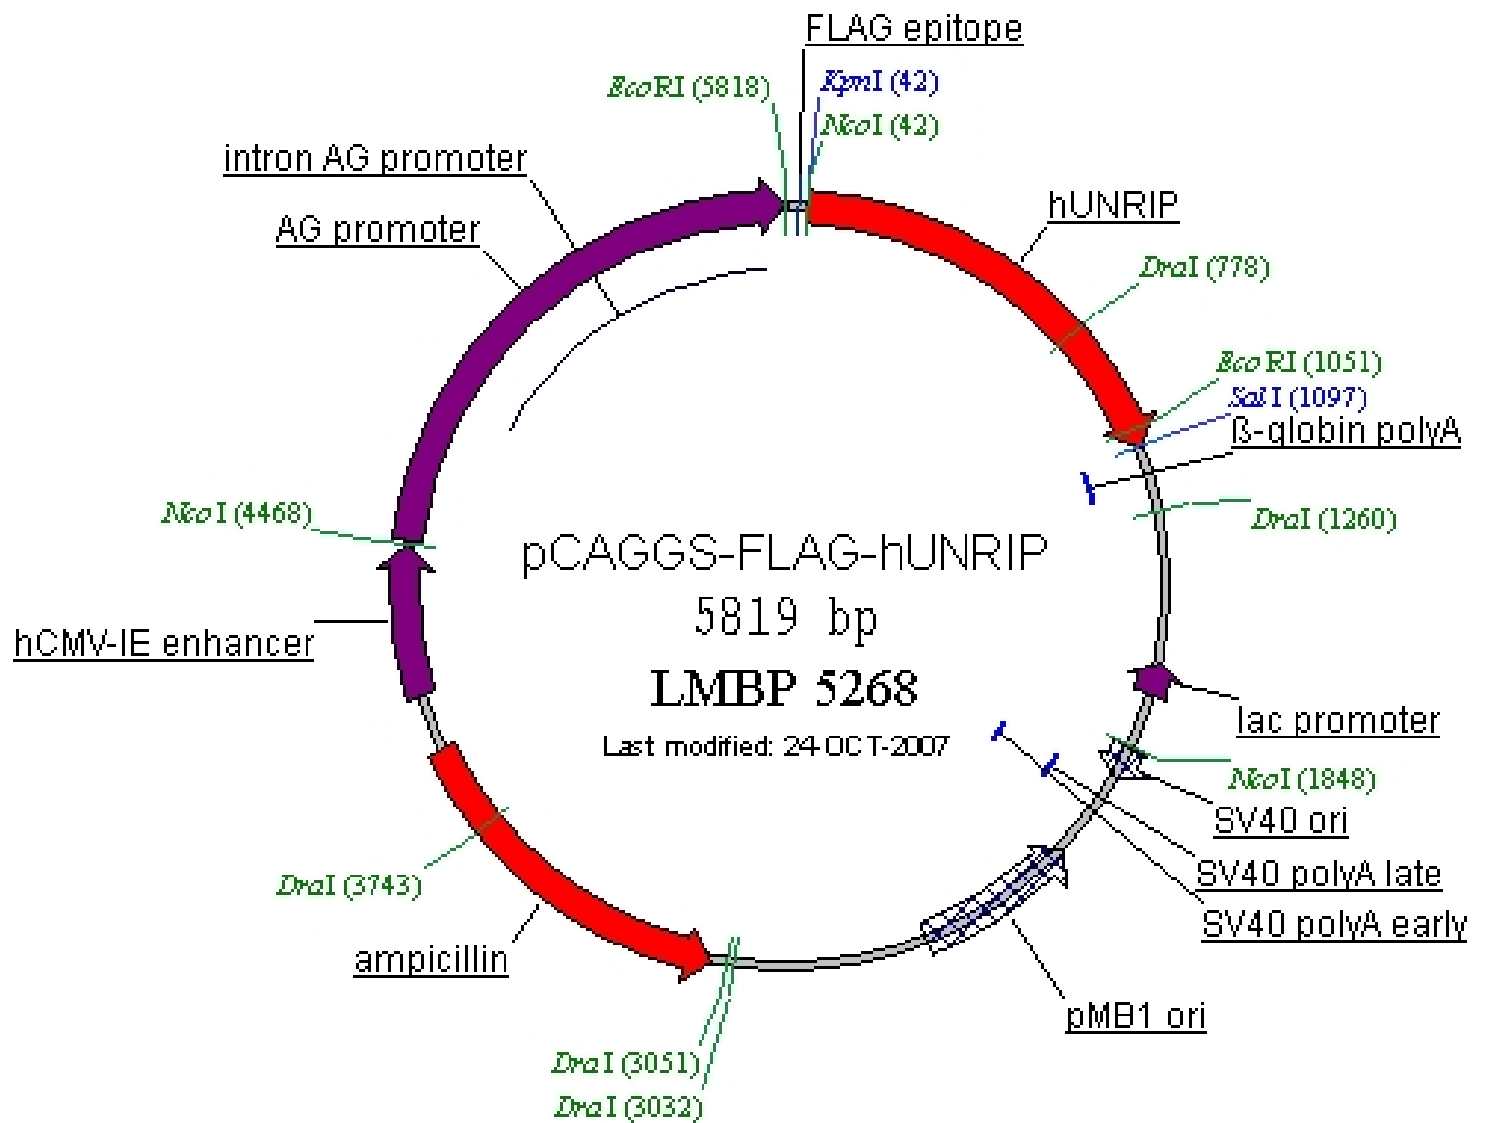 FLAG epitope
EcoRI (5818)
KpnI (42)
NcoI (42)
intron AG promoter
AG promoter
hUNRIP
DraI (778)
EcoRI (1051)
SalI (1097)
ß-globin polyA
NcoI (4468)
DraI (1260)
pCAGGS-FLAG-hUNRIP
5819 bp
hCMV-IE enhancer
LMBP 5268
lac promoter
Last modified: 24-OCT-2007
NcoI (1848)
SV40 ori
SV40 polyA late
DraI (3743)
SV40 polyA early
ampicillin
pMB1 ori
DraI (3051)
DraI (3032)